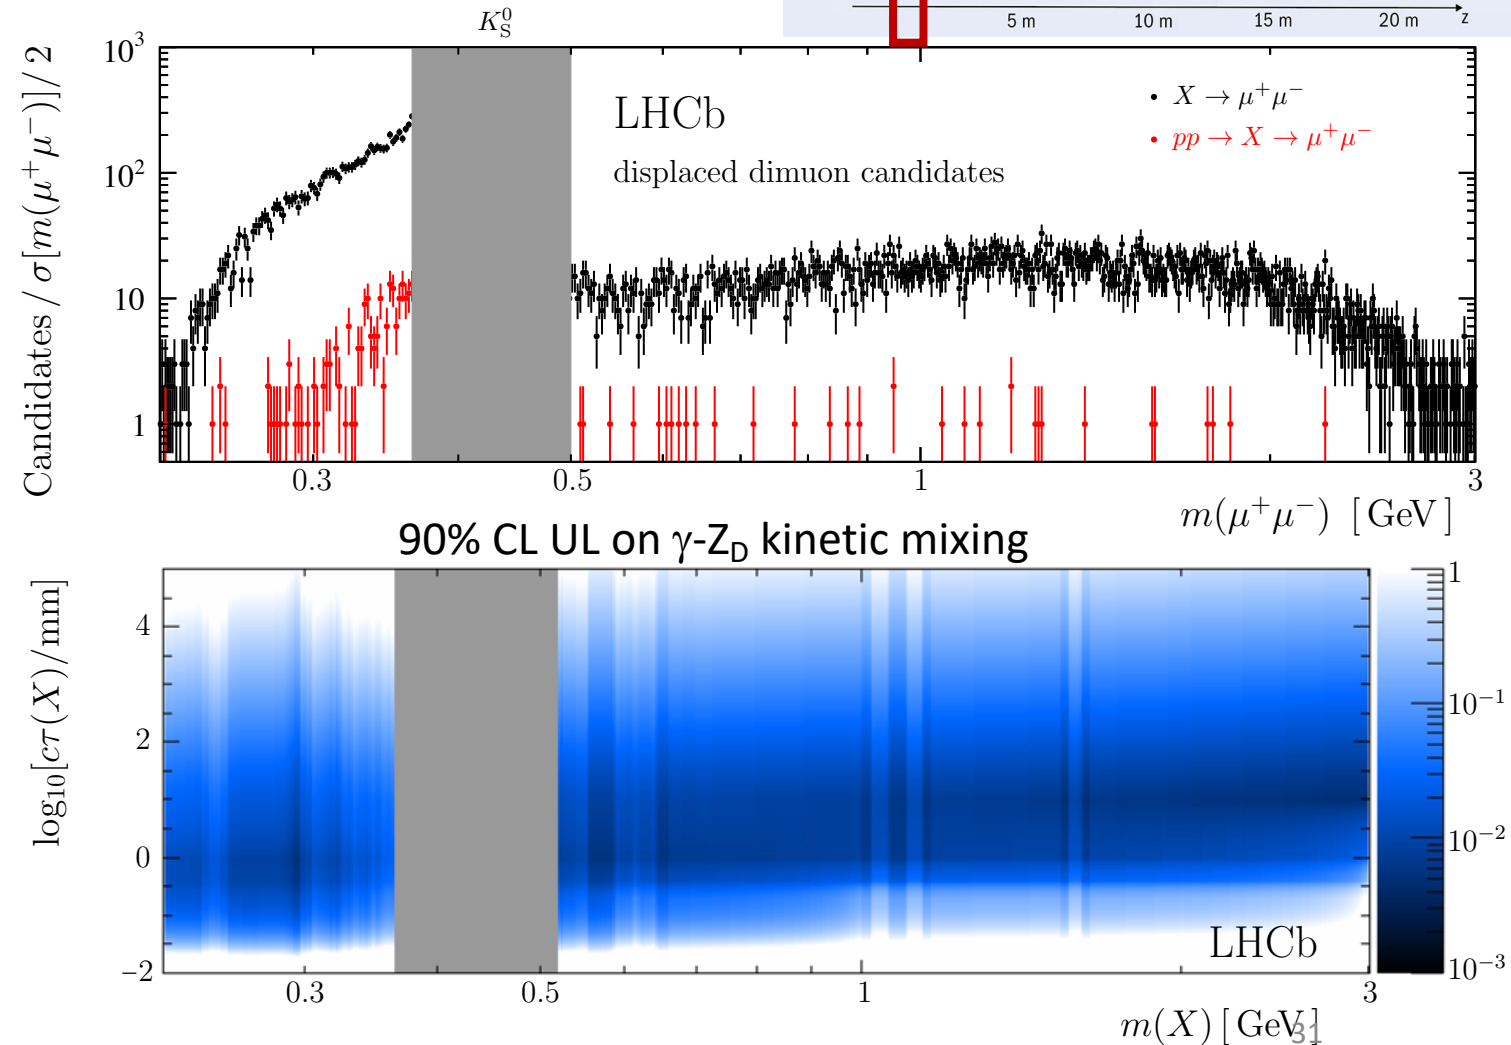 5 m 10 m 15 m 20 m z
K_S^0
Candidates / σ[m(μ⁺μ⁻)]/ 2
10³
10²
10
1
LHCb
displaced dimuon candidates
X → μ⁺μ⁻
pp → X → μ⁺μ⁻
0.3 0.5 1 3
m(μ⁺μ⁻) [GeV]
90% CL UL on γ-Z_D kinetic mixing
log₁₀[cτ(X)/mm]
4
2
0
−2
LHCb
1
10⁻¹
10⁻²
10⁻³
0.3 0.5 1 3
m(X) [GeV]
31